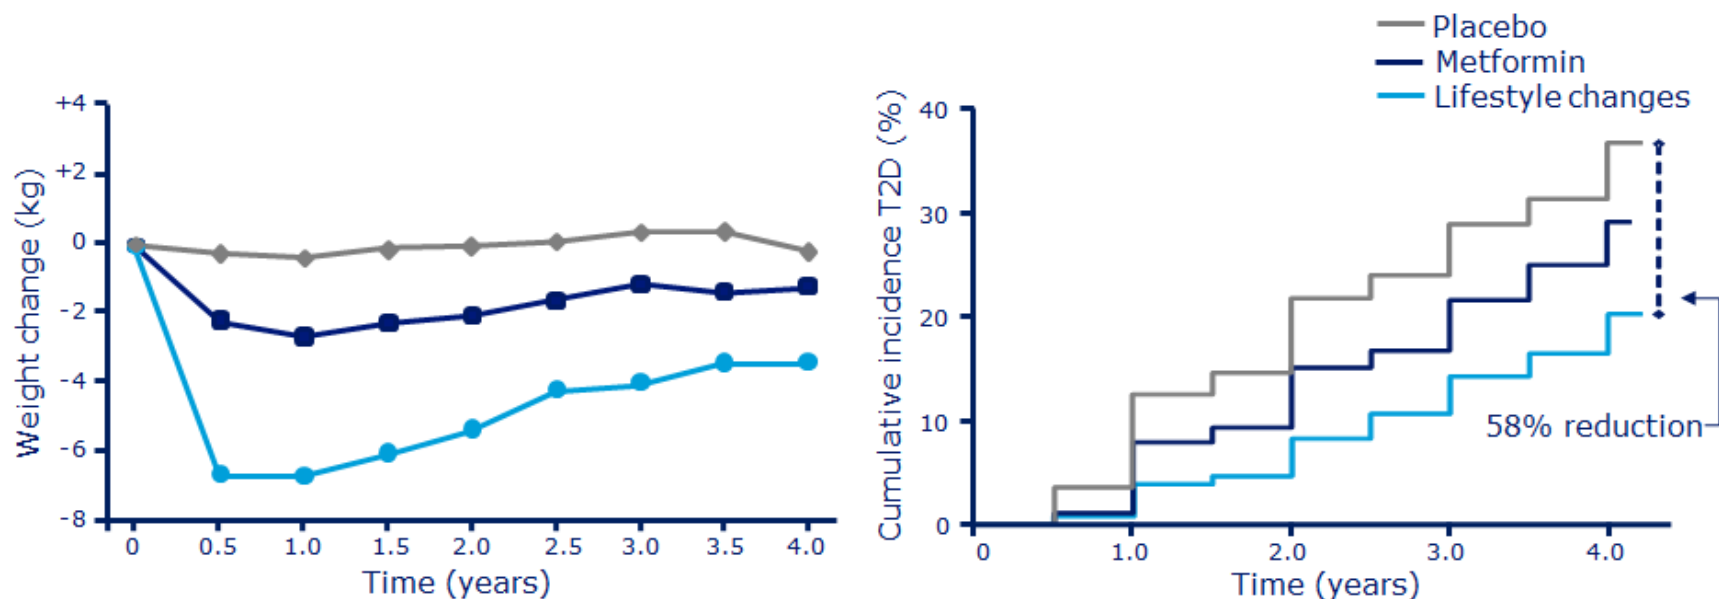 Placebo
Metformin
Lifestyle changes
Weight change (kg)
+4
+2
0
-2
-4
-6
-8
0 0.5 1.0 1.5 2.0 2.5 3.0 3.5 4.0
Time (years)
Cumulative incidence T2D (%)
40
30
20
10
0
0 1.0 2.0 3.0 4.0
Time (years)
58% reduction